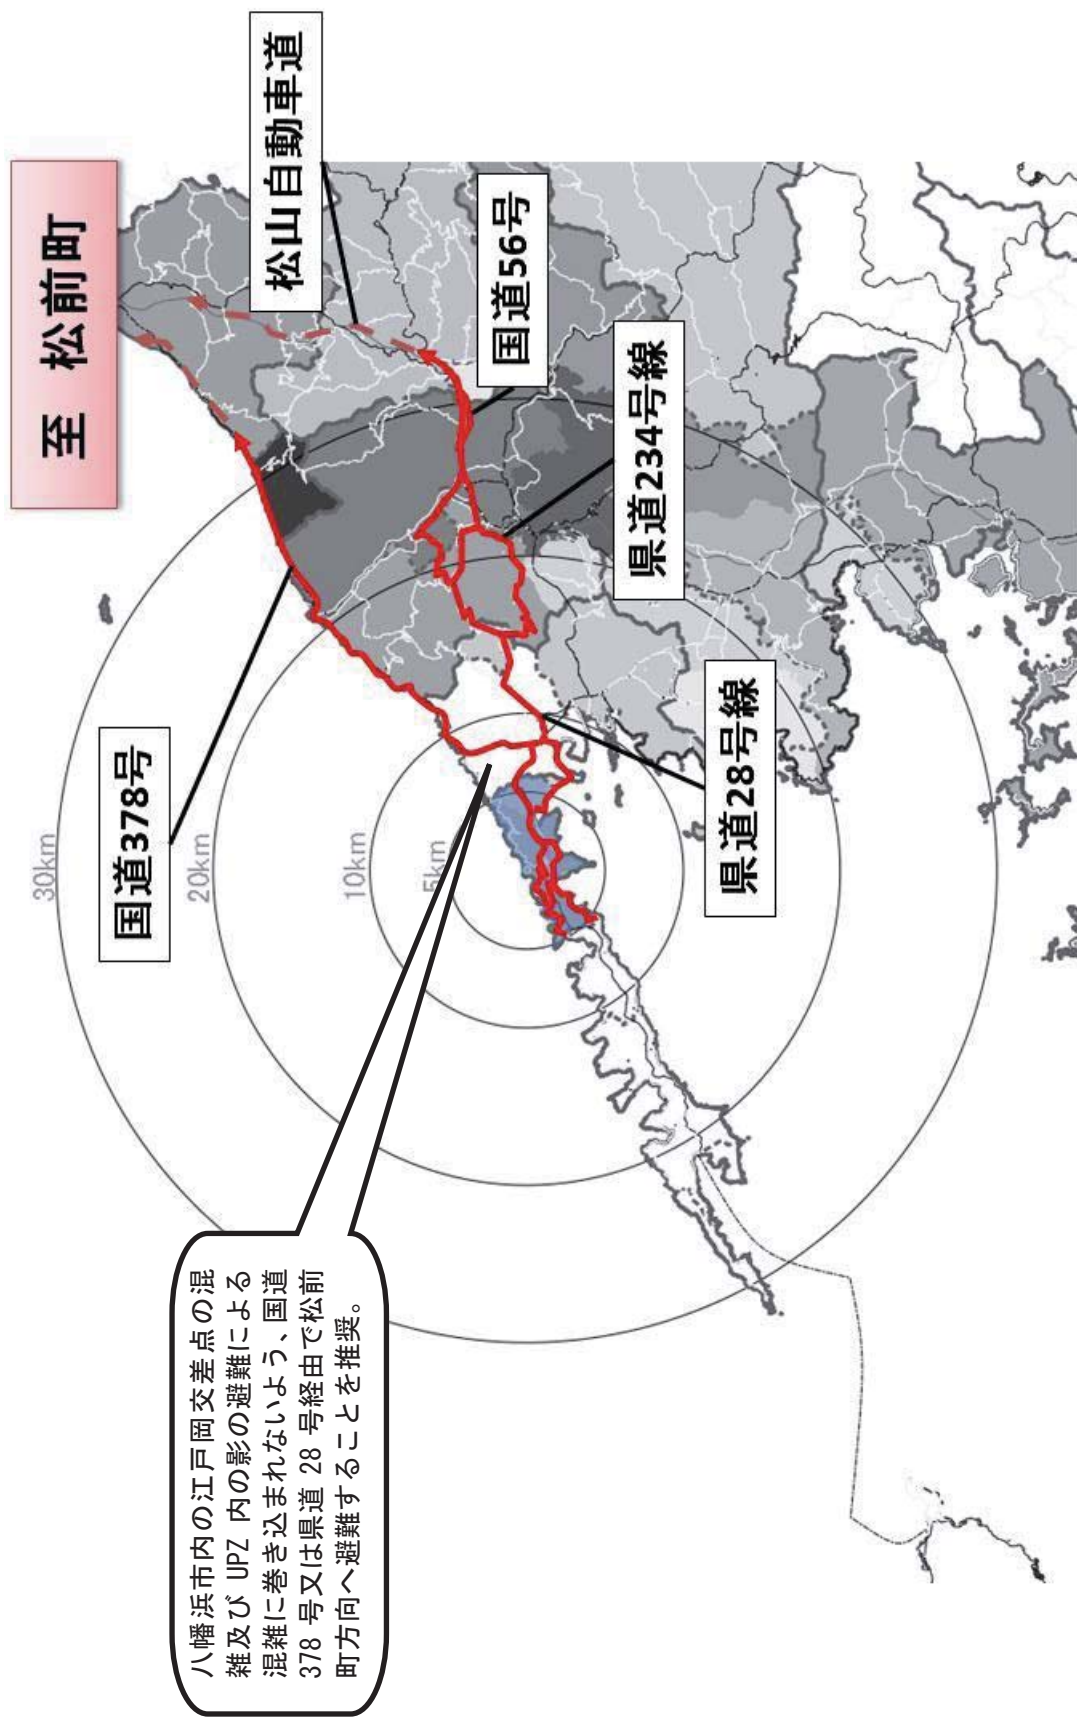 至 松前町
松山自動車道
国道56号
県道234号線
県道28号線
国道378号
30km
20km
10km
5km
八幡浜市内の江戸岡交差点の混
雑及び UPZ 内の影の避難による
混雑に巻き込まれないよう、国道
378 号又は県道 28 号経由で松前
町方向へ避難することを推奨。